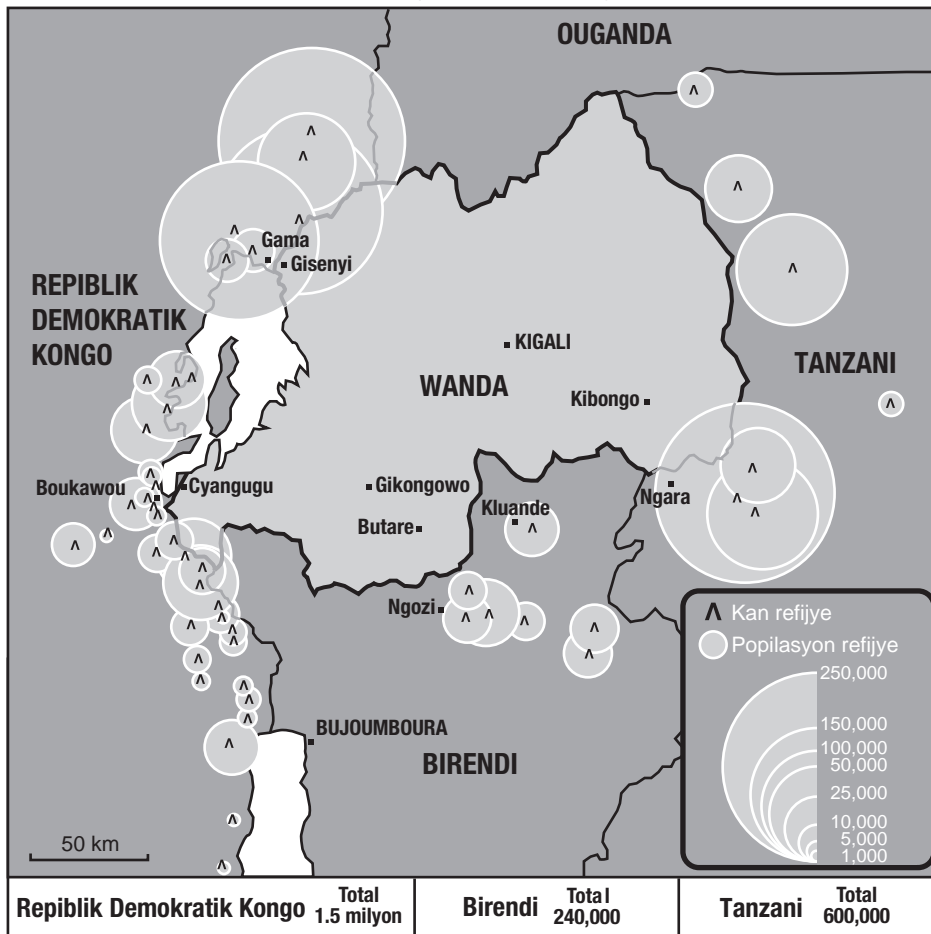 OUGANDA
Gama
Gisenyi
REPIBLIK
DEMOKRATIK
KONGO
KIGALI
TANZANI
WANDA
Kibongo
Boukawou
Cyangugu
Gikongowo
Ngara
Kluande
Butare
Ngozi
BUJOUMBOURA
BIRENDI
50 km
Kan refijye
Popilasyon refijye
250,000
150,000
100,000
50,000
25,000
10,000
5,000
1,000
Repiblik Demokratik Kongo Total
1.5 milyon
Birendi Total
240,000
Tanzani Total
600,000